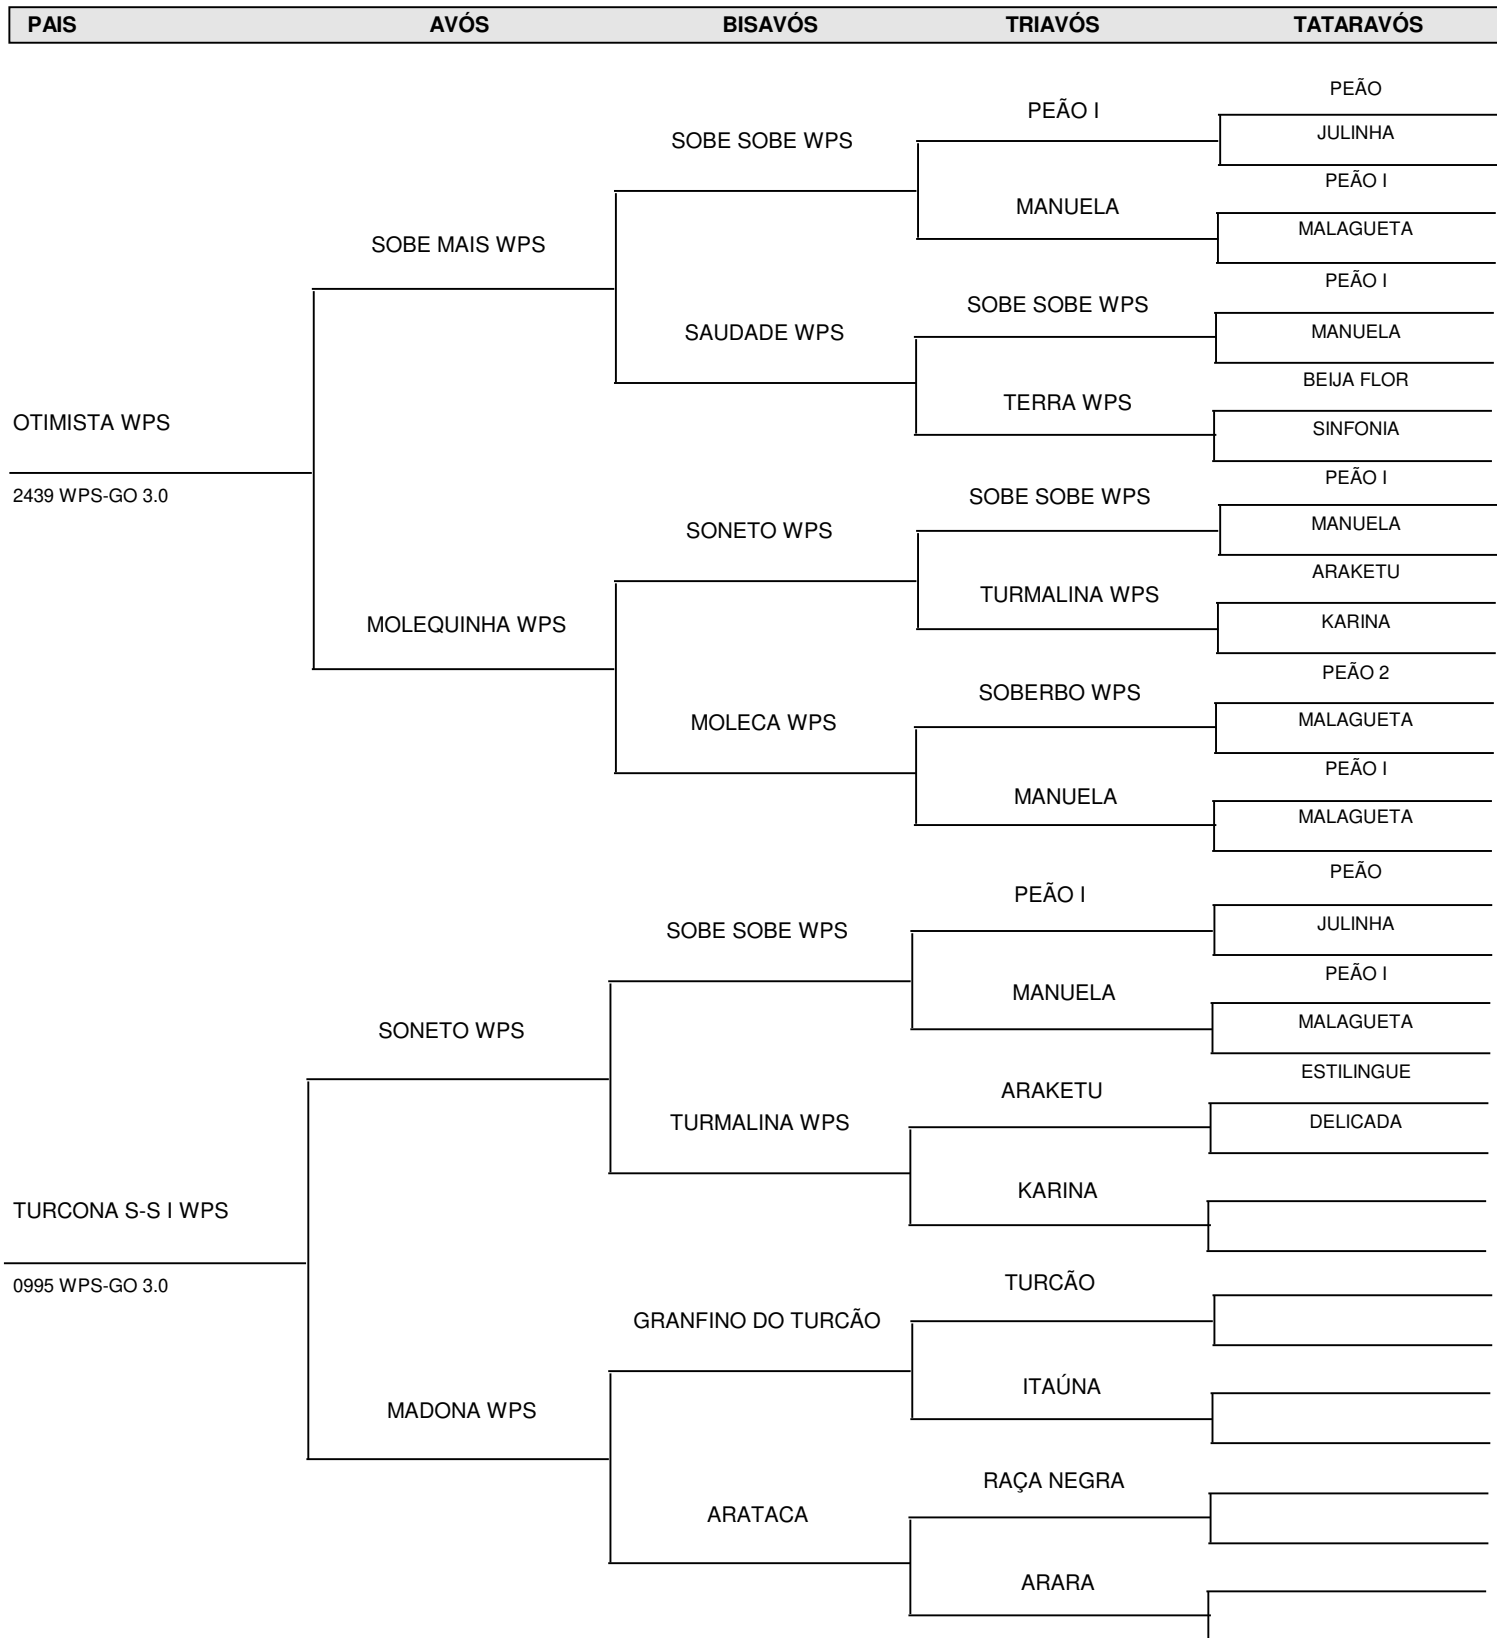 PAIS AVÓS BISAVÓS TRIAVÓS TATARAVÓS
PEÃO
PEÃO I
JULINHA
SOBE SOBE WPS
PEÃO I
MANUELA
MALAGUETA
SOBE MAIS WPS
PEÃO I
SOBE SOBE WPS
SAUDADE WPS
MANUELA
BEIJA FLOR
TERRA WPS
OTIMISTA WPS
SINFONIA
PEÃO I
2439 WPS-GO 3.0
SOBE SOBE WPS
MANUELA
SONETO WPS
ARAKETU
TURMALINA WPS
KARINA
MOLEQUINHA WPS
PEÃO 2
SOBERBO WPS
MALAGUETA
MOLECA WPS
PEÃO I
MANUELA
MALAGUETA
PEÃO
PEÃO I
JULINHA
SOBE SOBE WPS
PEÃO I
MANUELA
MALAGUETA
SONETO WPS
ESTILINGUE
ARAKETU
DELICADA
TURMALINA WPS
KARINA
TURCONA S-S I WPS
0995 WPS-GO 3.0
TURCÃO
GRANFINO DO TURCÃO
ITAÚNA
MADONA WPS
RAÇA NEGRA
ARATACA
ARARA